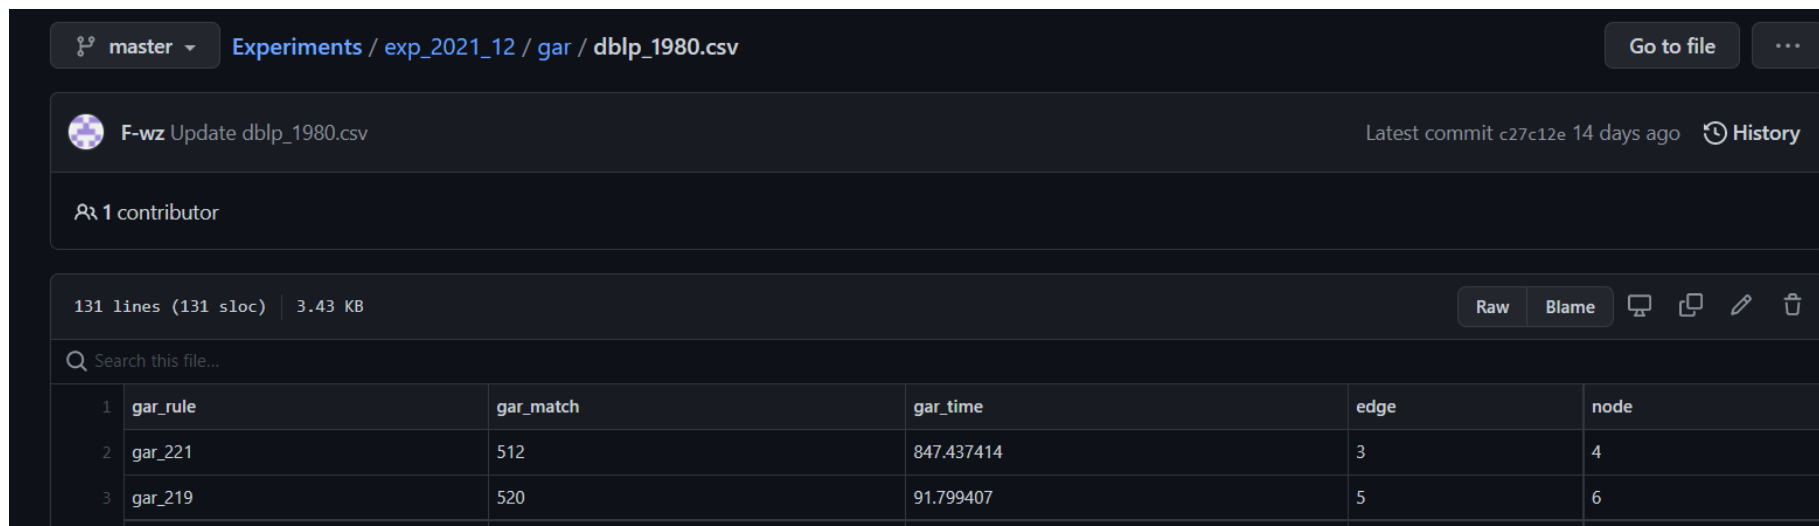 master Experiments / exp_2021_12 / gar / dblp_1980.csv Go to file ...
F-wz Update dblp_1980.csv Latest commit c27c12e 14 days ago History
1 contributor
131 lines (131 sloc) 3.43 KB Raw Blame
Search this file...
1 gar_rule gar_match gar_time edge node
2 gar_221 512 847.437414 3 4
3 gar_219 520 91.799407 5 6